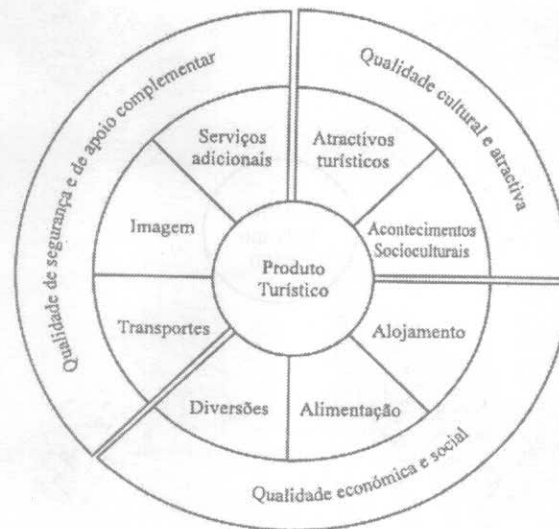 Qualidade de segurança e de apoio complementar
Qualidade cultural e atractiva
Serviços
adicionais
Atractivos
turísticos
Imagem
Acontecimentos
Socioculturais
Produto
Turístico
Transportes
Alojamento
Diversões
Alimentação
Qualidade económica e social